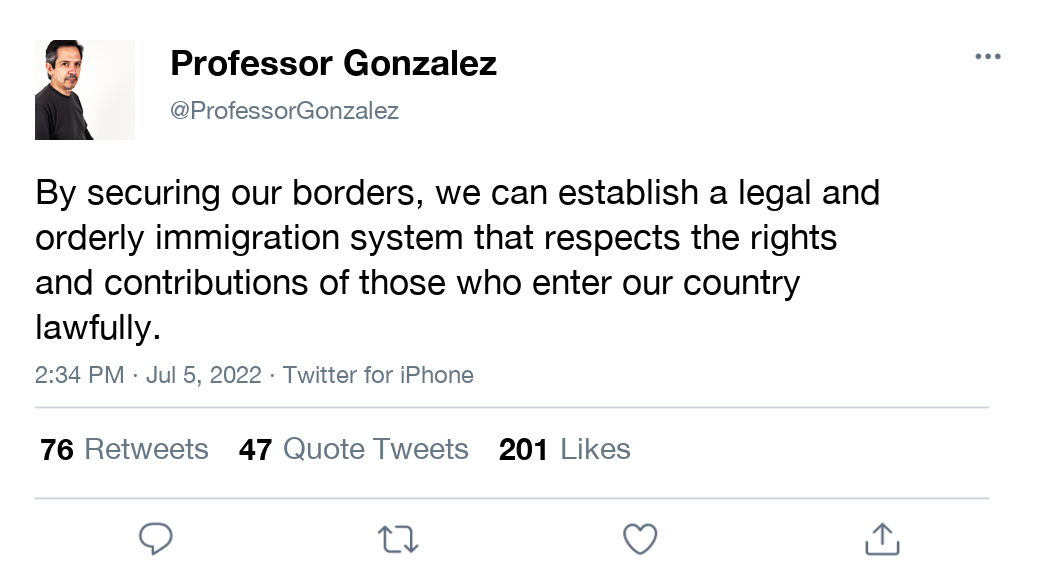 Professor Gonzalez
@ProfessorGonzalez
By securing our borders, we can establish a legal and
orderly immigration system that respects the rights
and contributions of those who enter our country
lawfully.
2:34 PM · Jul 5, 2022 · Twitter for iPhone
76 Retweets 47 Quote Tweets 201 Likes